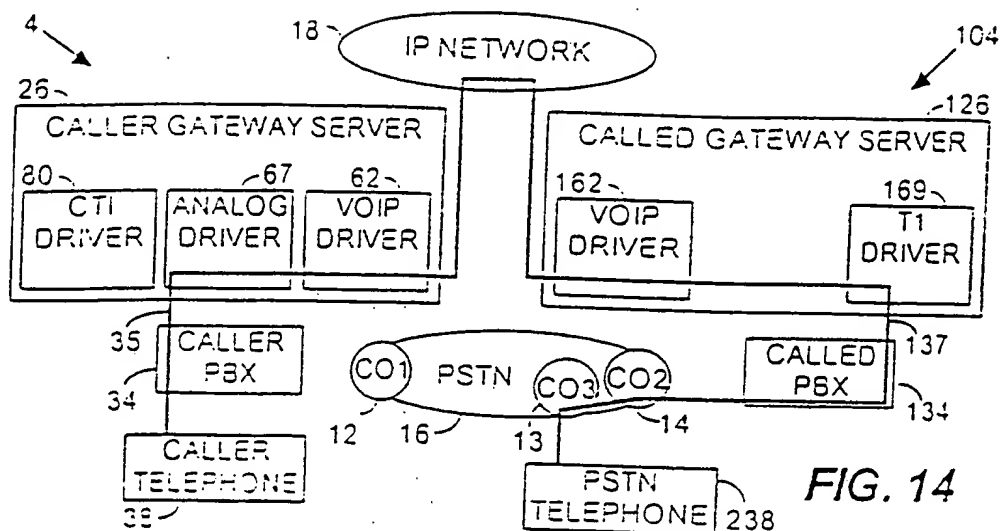 4
18
IP NETWORK
104
26
CALLER GATEWAY SERVER
126
CALLED GATEWAY SERVER
80
CTI
DRIVER
67
ANALOG
DRIVER
62
VOIP
DRIVER
162
VOIP
DRIVER
169
T1
DRIVER
35
CALLER
PBX
34
137
CALLED
PBX
134
CO1
PSTN
CO3
CO2
12
16
13
14
CALLER
TELEPHONE
38
PSTN
TELEPHONE
238
FIG. 14